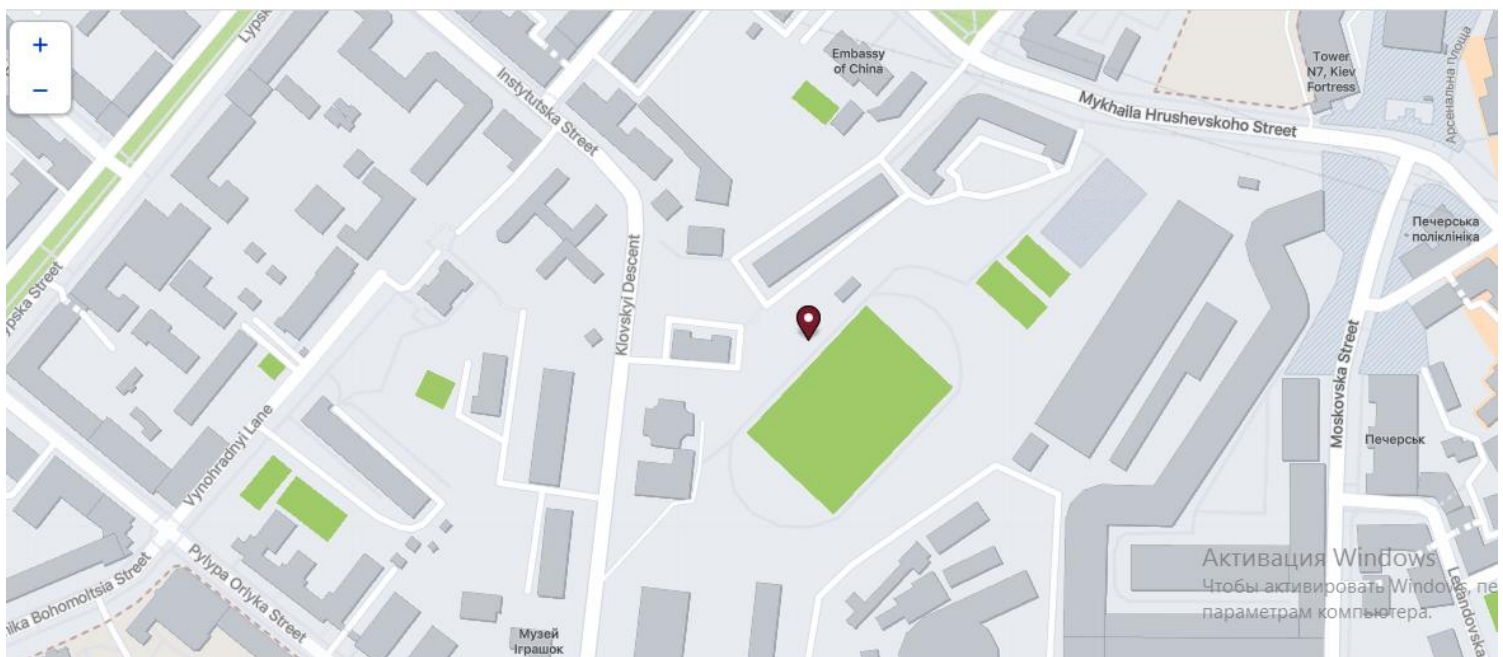 +
−
Lypsk
Embassy
of China
Instytutska Street
Tower
N7, Kiev
Fortress
Арсенальна площа
Mykhaila Hrushevskoho Street
Печерська
поліклініка
Klovskyi Descent
ypska Street
Moskovska Street
Vynohradnyi Lane
Печерськ
nika Bohomoltsia Street
Pylypa Orlyka Street
Музей
Іграшок
Активация Windows
Чтобы активировать Windows, пе
параметрам компьютера.